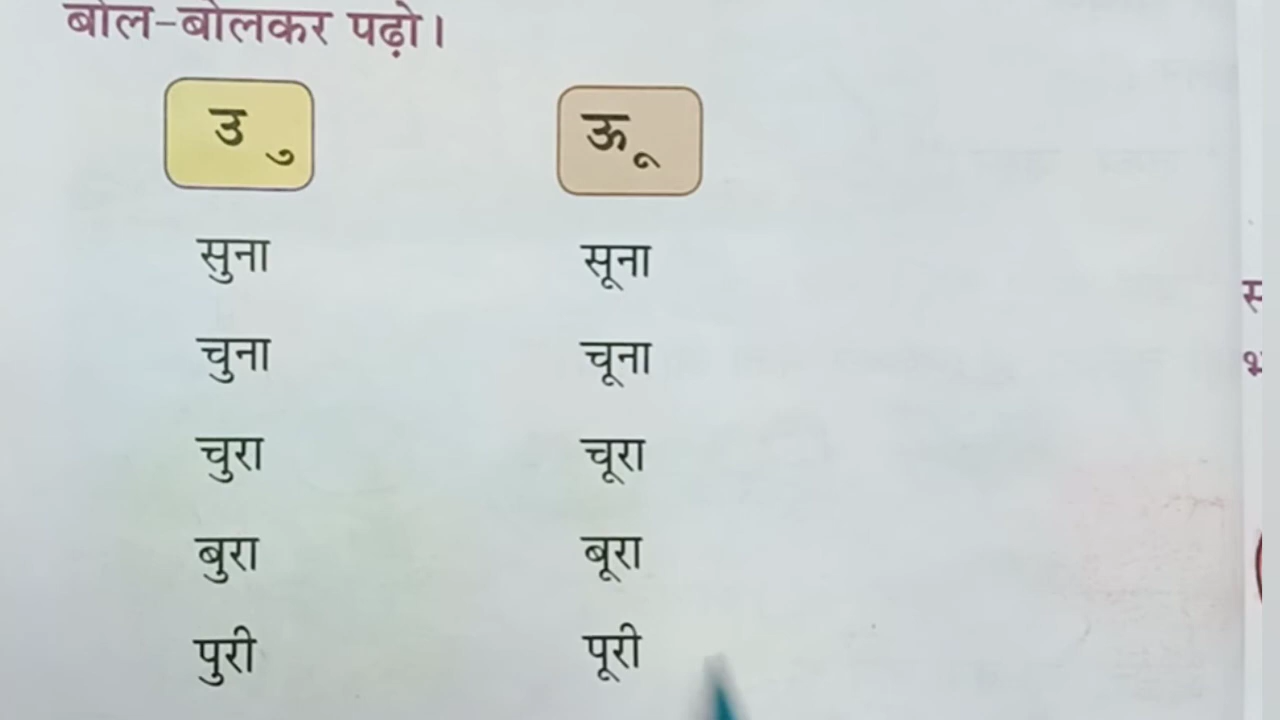 बोल-बोलकर पढ़ो।
उ ु ऊ ू
सुना सूना
चुना चूना
चुरा चूरा
बुरा बूरा
पुरी पूरी